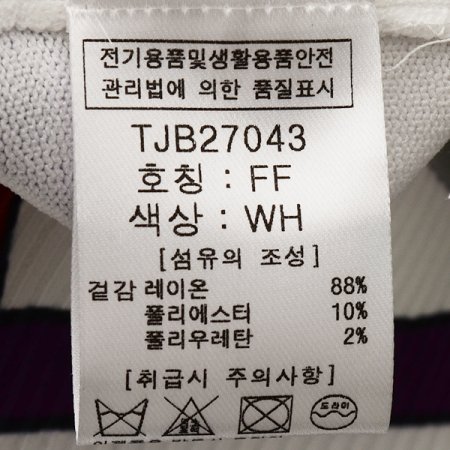 전기용품및생활용품안전
관리법에 의한 품질표시
TJB27043
호칭 : FF
색상 : WH
[섬유의 조성]
겉감 레이온 88%
폴리에스터 10%
폴리우레탄 2%
[취급시 주의사항]
드라이